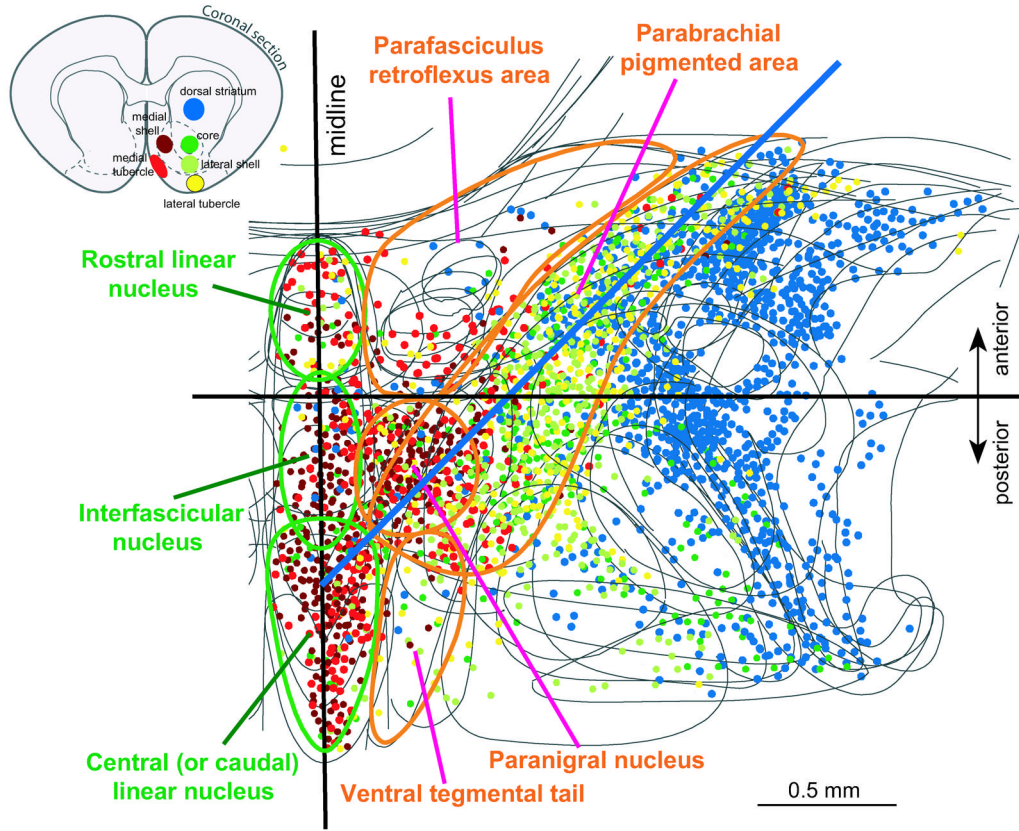 Coronal section
dorsal striatum
medial
shell
core
medial
tubercle
lateral shell
lateral tubercle
midline
Parafasciculus
retroflexus area
Parabrachial
pigmented area
Rostral linear
nucleus
anterior
posterior
Interfascicular
nucleus
Central (or caudal)
linear nucleus
Paranigral nucleus
Ventral tegmental tail
0.5 mm